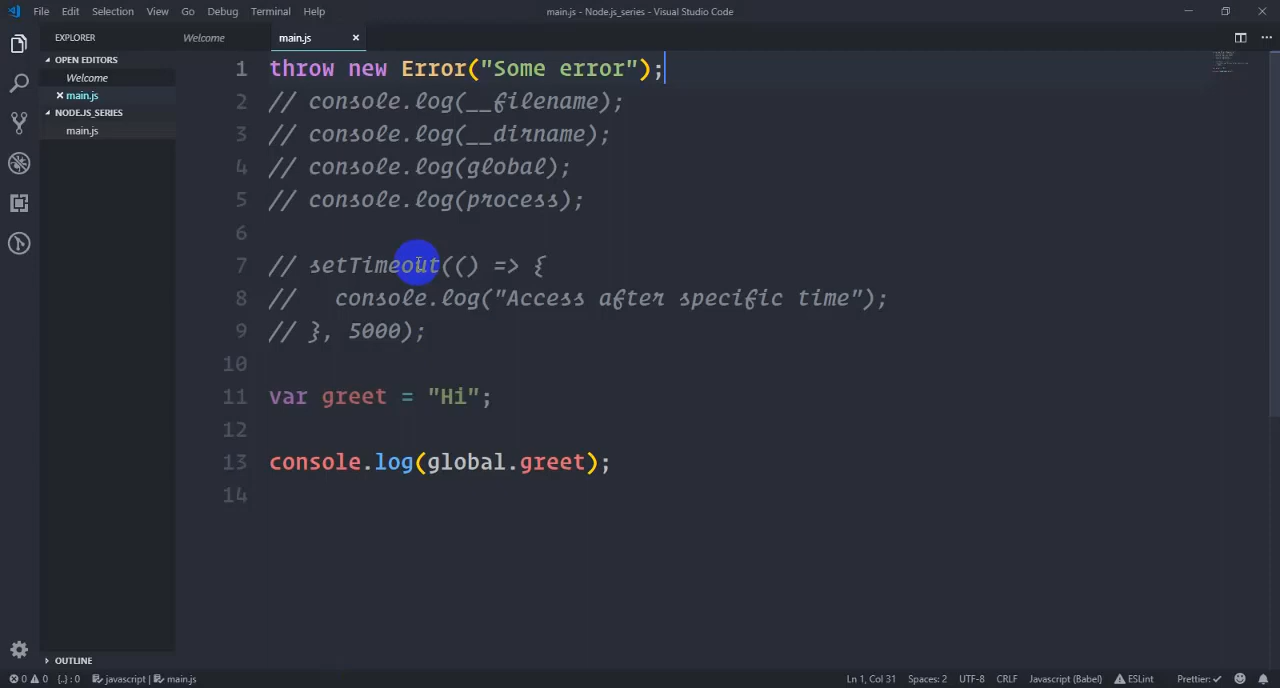 File Edit Selection View Go Debug Terminal Help
main.js - Node.js_series - Visual Studio Code
EXPLORER
Welcome
main.js
OPEN EDITORS
Welcome
main.js
NODE.JS_SERIES
main.js
1 throw new Error("Some error");
2 // console.log(__filename);
3 // console.log(__dirname);
4 // console.log(global);
5 // console.log(process);
6
7 // setTimeout(() => {
8 //   console.log("Access after specific time");
9 // }, 5000);
10
11 var greet = "Hi";
12
13 console.log(global.greet);
14
OUTLINE
0 0 {..} : 0 javascript | main.js
Ln 1, Col 31 Spaces: 2 UTF-8 CRLF Javascript (Babel) ESLint Prettier: ✓